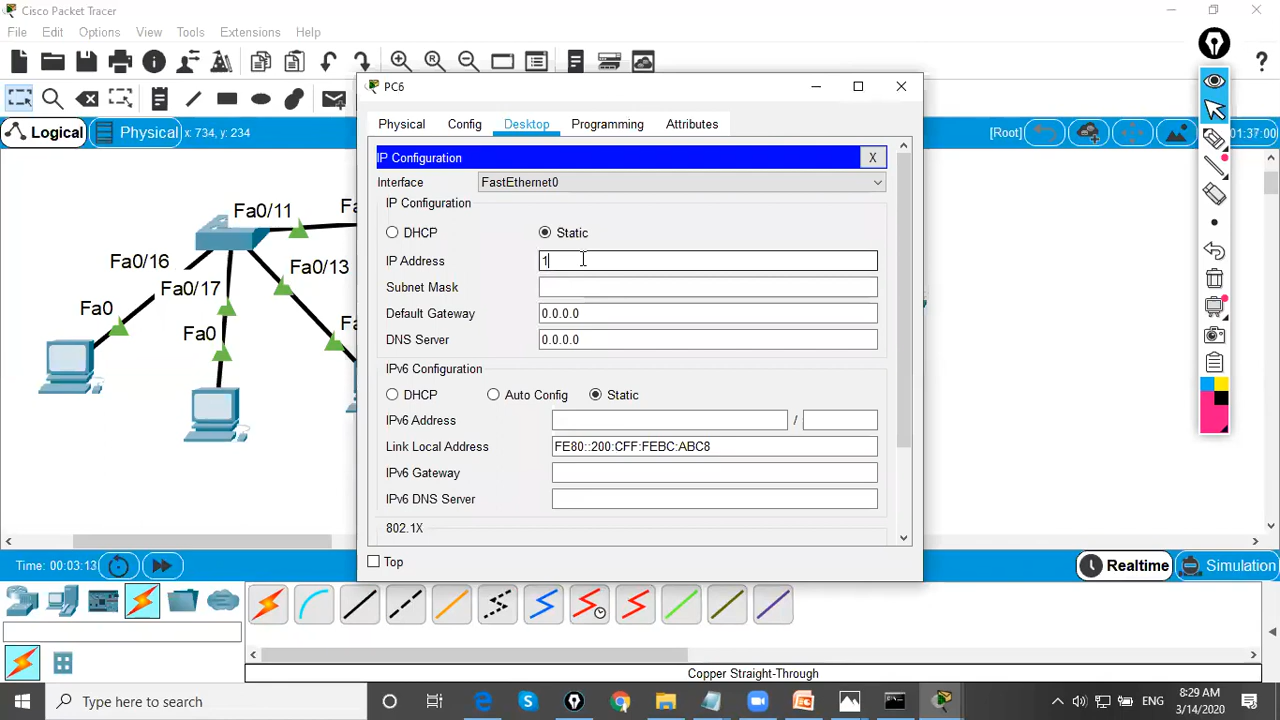 Cisco Packet Tracer
File Edit Options View Tools Extensions Help
PC6
Physical Config Desktop Programming Attributes
Logical Physical x: 734, y: 234 [Root] 01:37:00
IP Configuration X
Interface FastEthernet0
IP Configuration
DHCP Static
IP Address 1
Subnet Mask
Default Gateway 0.0.0.0
DNS Server 0.0.0.0
IPv6 Configuration
DHCP Auto Config Static
IPv6 Address /
Link Local Address FE80::200:CFF:FEBC:ABC8
IPv6 Gateway
IPv6 DNS Server
802.1X
Top
Fa0/11 Fa
Fa0/16 Fa0/13
Fa0/17
Fa0
Fa0 Fa
Time: 00:03:13 Realtime Simulation
Copper Straight-Through
Type here to search ENG 8:29 AM
3/14/2020